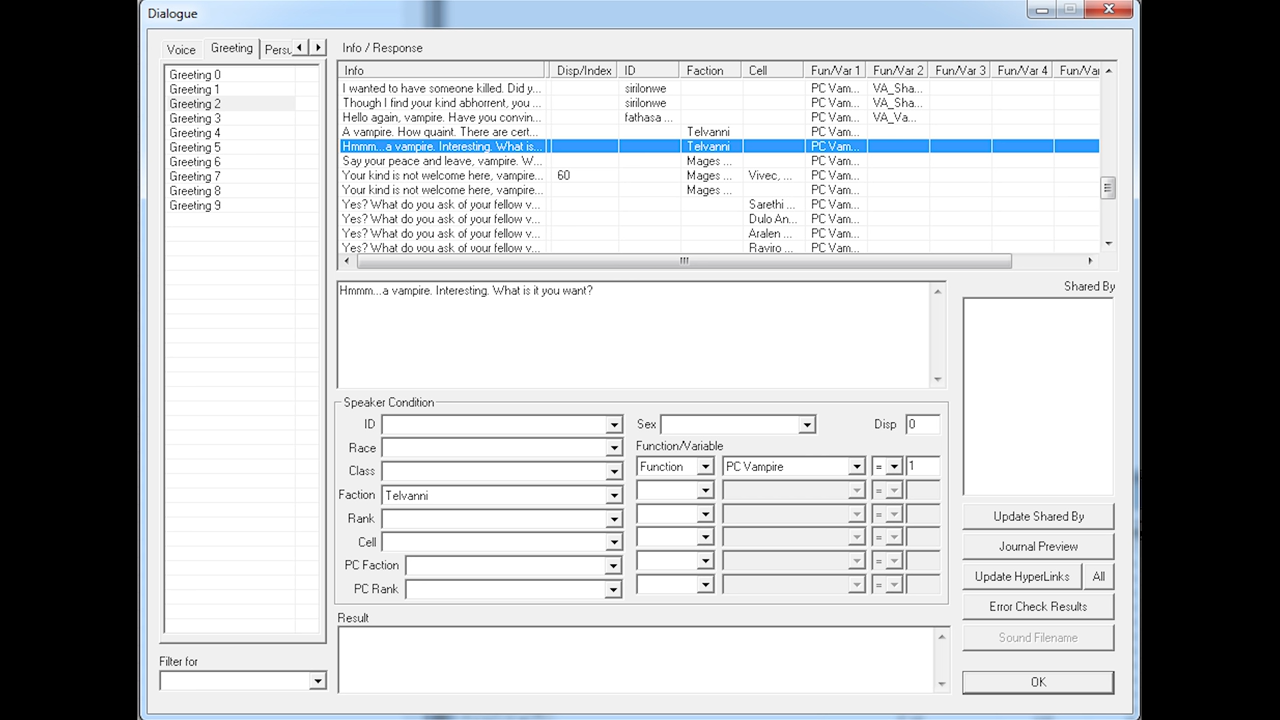 Dialogue
Voice Greeting Persu
Info / Response
Greeting 0
Greeting 1
Greeting 2
Greeting 3
Greeting 4
Greeting 5
Greeting 6
Greeting 7
Greeting 8
Greeting 9
Info Disp/Index ID Faction Cell Fun/Var 1 Fun/Var 2 Fun/Var 3 Fun/Var 4 Fun/Var
I wanted to have someone killed. Did y... sirilonwe PC Vam... VA_Sha...
Though I find your kind abhorrent, you ... sirilonwe PC Vam... VA_Sha...
Hello again, vampire. Have you convin... fathasa ... PC Vam... VA_Va...
A vampire. How quaint. There are cert... Telvanni PC Vam...
Hmmm...a vampire. Interesting. What is... Telvanni PC Vam...
Say your peace and leave, vampire. W... Mages ... PC Vam...
Your kind is not welcome here, vampire... 60 Mages ... Vivec, ... PC Vam...
Your kind is not welcome here, vampire... Mages ... PC Vam...
Yes? What do you ask of your fellow v... Sarethi ... PC Vam...
Yes? What do you ask of your fellow v... Dulo An... PC Vam...
Yes? What do you ask of your fellow v... Aralen ... PC Vam...
Yes? What do you ask of your fellow v... Raviro ... PC Vam...
Hmmm...a vampire. Interesting. What is it you want?
Shared By
Speaker Condition
ID
Sex
Disp 0
Race
Function/Variable
Function PC Vampire = 1
Class
=
Faction Telvanni
=
Rank
=
Cell
=
PC Faction
=
PC Rank
Result
Update Shared By
Journal Preview
Update HyperLinks All
Error Check Results
Sound Filename
OK
Filter for